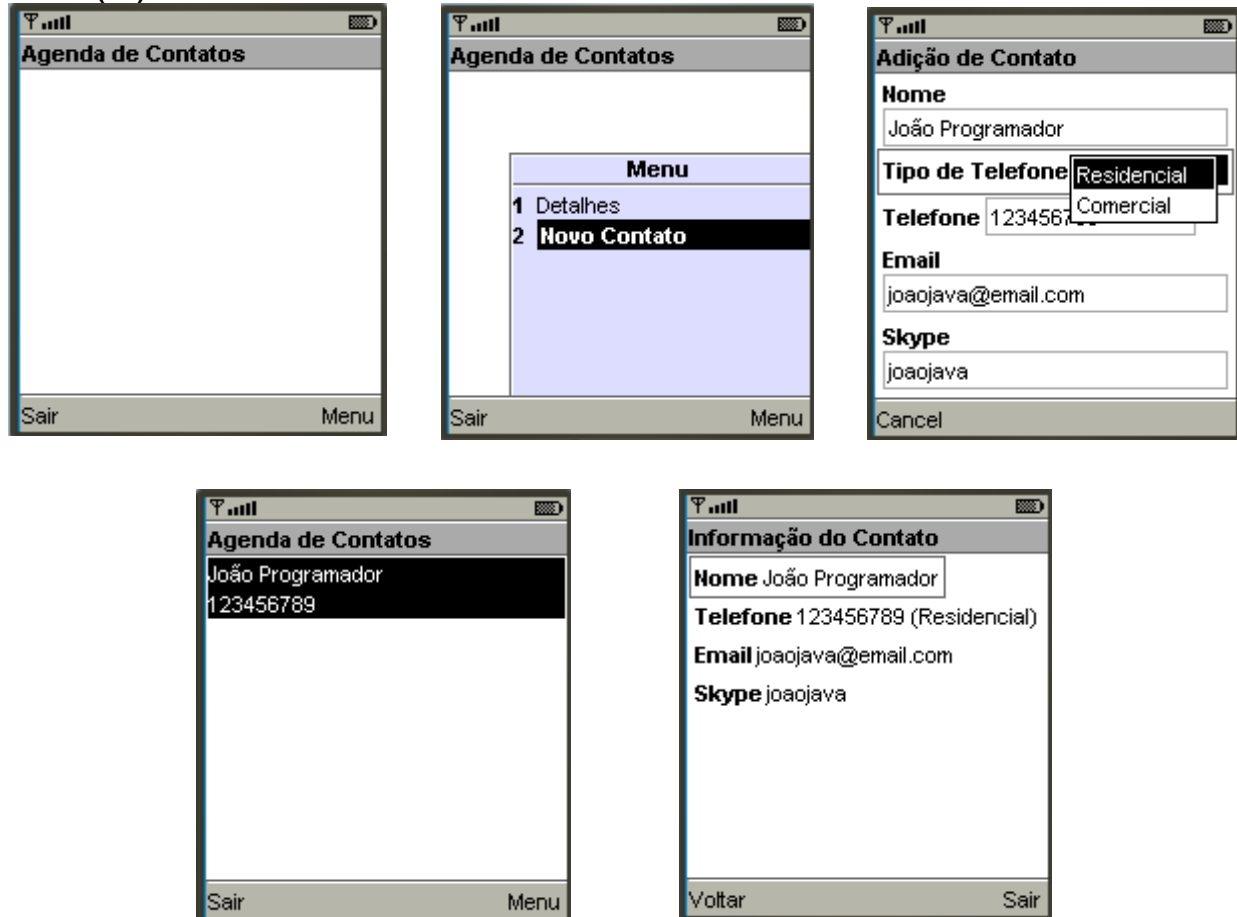 Agenda de Contatos
Sair Menu
Agenda de Contatos
Menu
1 Detalhes
2 Novo Contato
Sair Menu
Adição de Contato
Nome
João Programador
Tipo de Telefone Residencial
Comercial
Telefone 1234567
Email
joaojava@email.com
Skype
joaojava
Cancel
Agenda de Contatos
João Programador
123456789
Sair Menu
Informação do Contato
Nome João Programador
Telefone 123456789 (Residencial)
Email joaojava@email.com
Skype joaojava
Voltar Sair